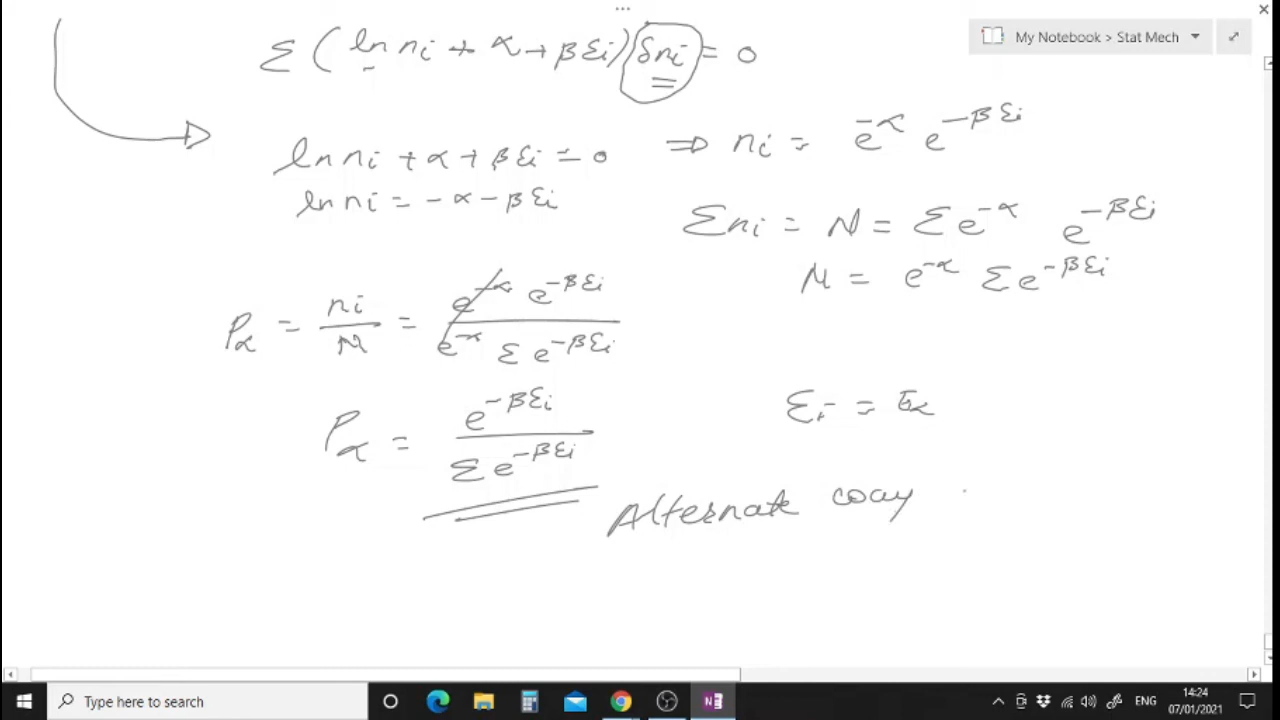 ...
Σ ( ln ni + α + βεi) δni = 0
My Notebook > Stat Mech
ln ni + α + βεi = 0 ⇒ ni = e^-α e^-βεi
ln ni = -α - βεi
Σni = N = Σ e^-α e^-βεi
N = e^-α Σ e^-βεi
Pα = ni/N = e^-α e^-βεi / e^-α Σ e^-βεi
Pα = e^-βεi / Σ e^-βεi
εi = Eα
Alternate way
Type here to search
ENG
14:24
07/01/2021